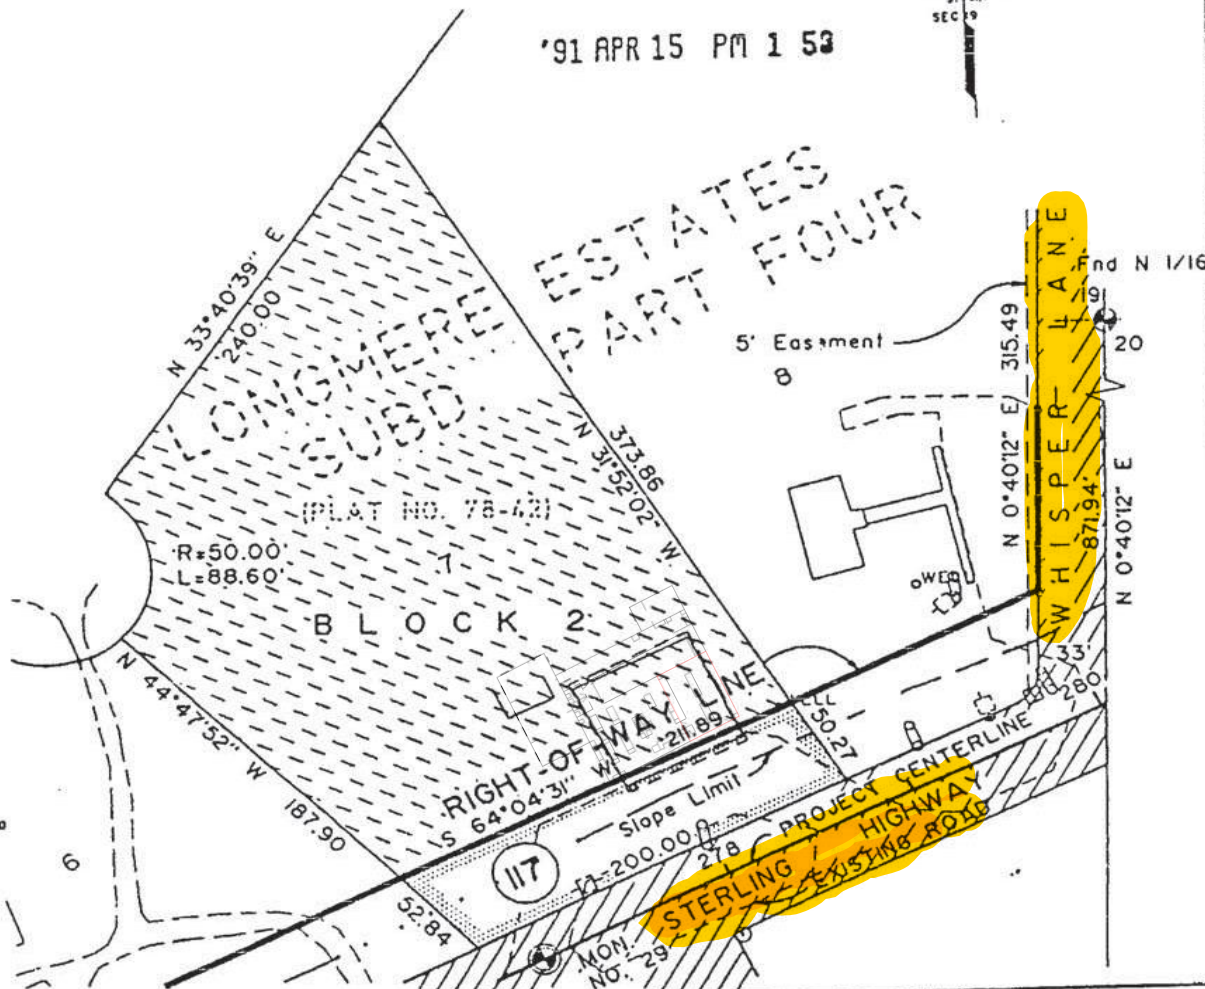 SEC 19
'91 APR 15 PM 1 53
LONGMERE ESTATES
SUBD. PART FOUR
(PLAT NO. 78-42)
7
BLOCK 2
N 33°40'39" E
240.00
R=50.00'
L=88.60'
N 44°47'52" W
187.90
N 31°52'02" W
373.86
5' Easement
8
WHISPER LANE
Fnd N 1/16
19
20
N 0°40'12" E 315.49
871.94'
N 0°40'12" E
33'
280
RIGHT-OF-WAY LINE
S 64°04'31" W 211.89
50.27
Slope Limit
117
200.00
278
PROJECT CENTERLINE
STERLING HIGHWAY
EXISTING ROAD
52.84
6
MON.
NO. 29